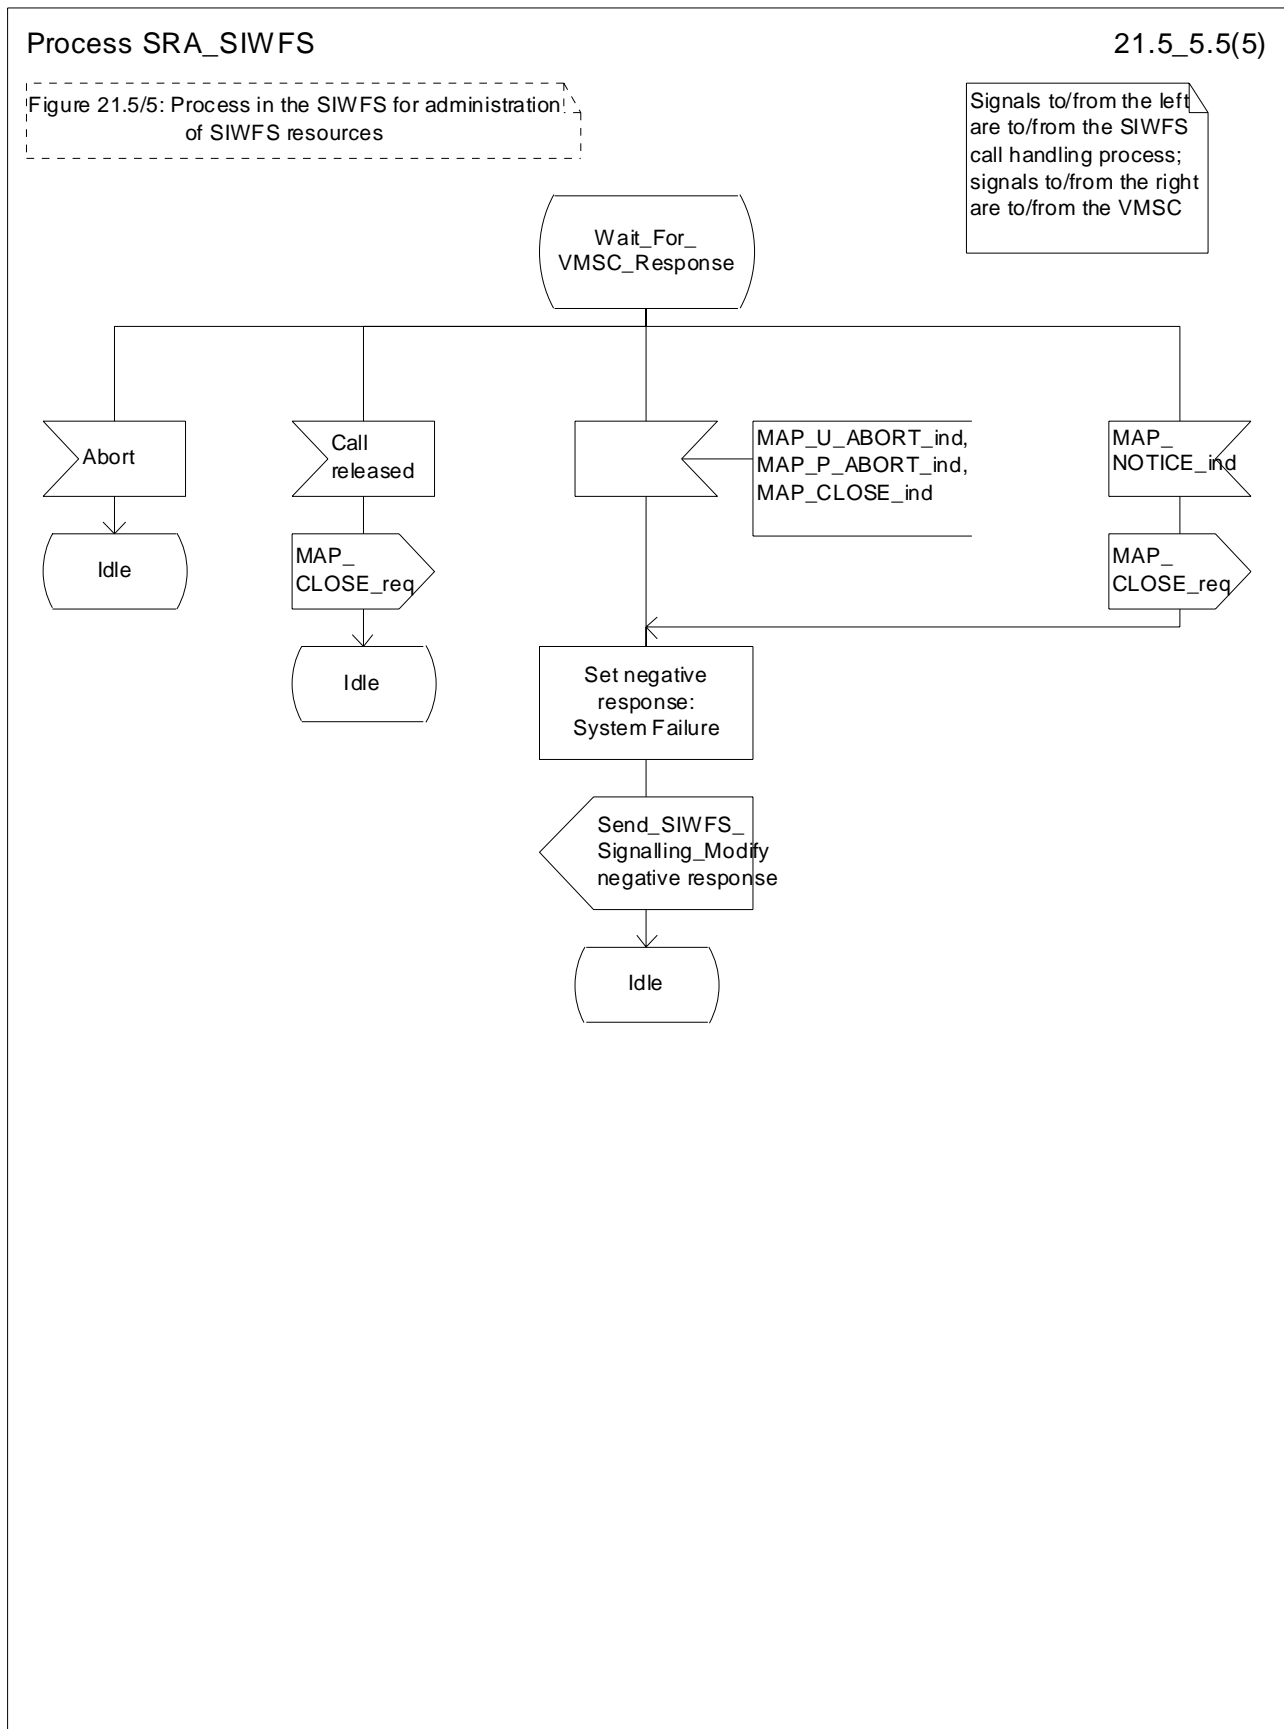 Process SRA_SIWFS
21.5_5.5(5)
Figure 21.5/5: Process in the SIWFS for administration
of SIWFS resources
Signals to/from the left
are to/from the SIWFS
call handling process;
signals to/from the right
are to/from the VMSC
Wait_For_
VMSC_Response
Abort
Call
released
MAP_U_ABORT_ind,
MAP_P_ABORT_ind,
MAP_CLOSE_ind
MAP_
NOTICE_ind
Idle
MAP_
CLOSE_req
MAP_
CLOSE_req
Idle
Set negative
response:
System Failure
Send_SIWFS_
Signalling_Modify
negative response
Idle